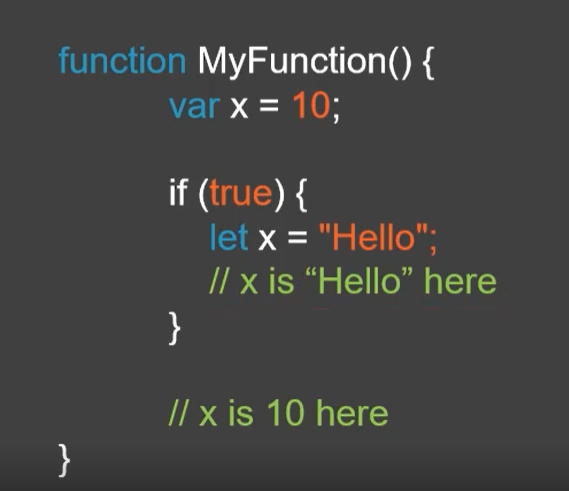 function MyFunction() {
var x = 10;
if (true) {
let x = "Hello";
// x is “Hello” here
}
// x is 10 here
}